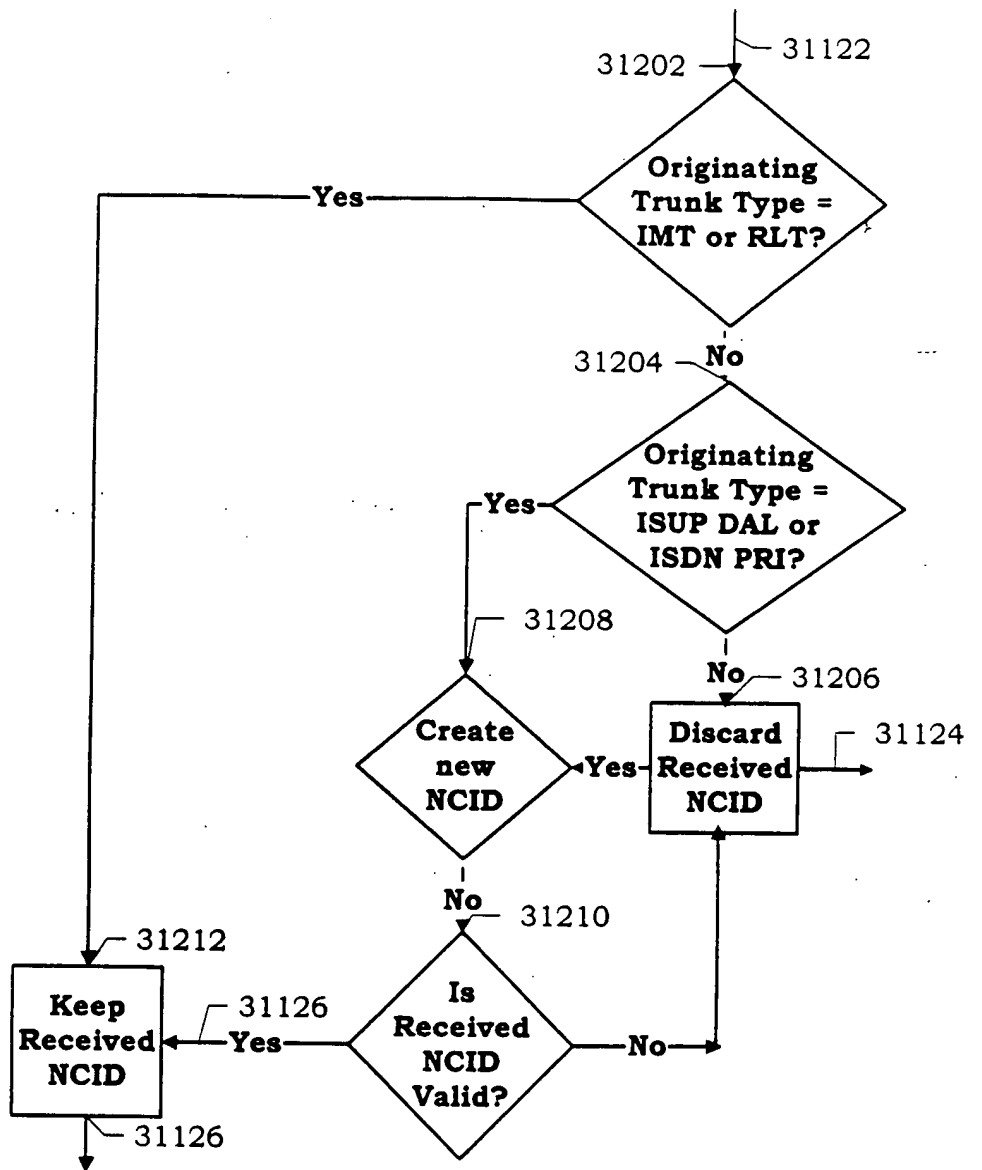 31122
31202
Originating
Trunk Type =
IMT or RLT?
Yes
No
31204
Originating
Trunk Type =
ISUP DAL or
ISDN PRI?
Yes
31208
No
31206
Create
new
NCID
Yes
Discard
Received
NCID
31124
No
31210
31212
Keep
Received
NCID
31126
Yes
Is
Received
NCID
Valid?
No
31126